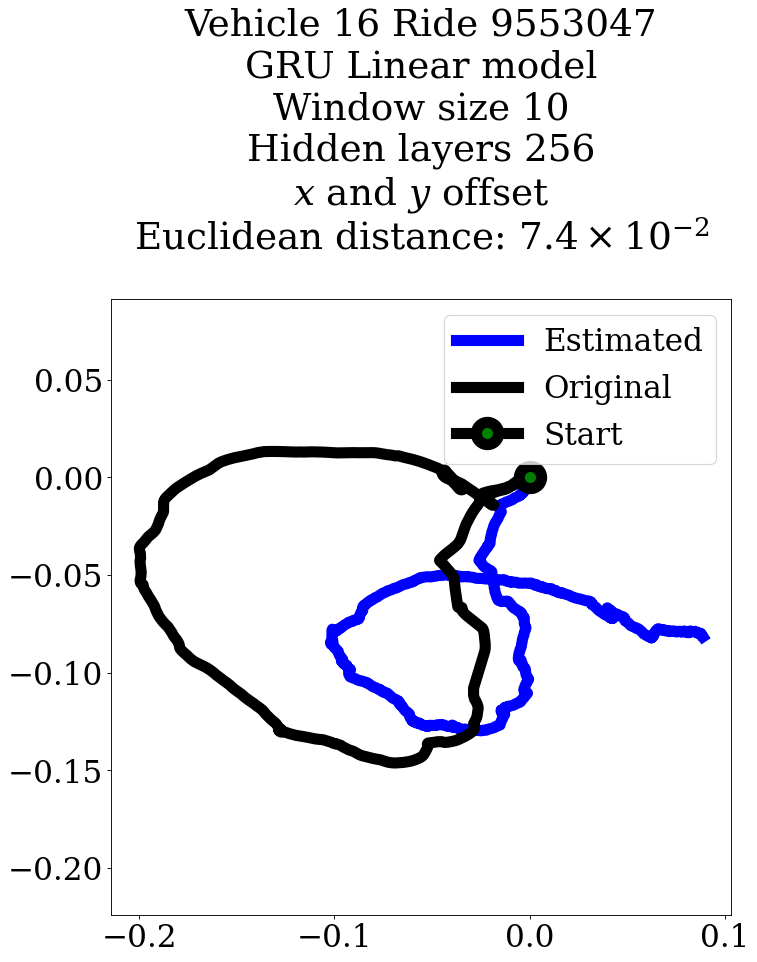 Vehicle 16 Ride 9553047
GRU Linear model
Window size 10
Hidden layers 256
x and y offset
Euclidean distance: 7.4 × 10⁻²
Estimated
Original
Start
0.05
0.00
−0.05
−0.10
−0.15
−0.20
−0.2 −0.1 0.0 0.1